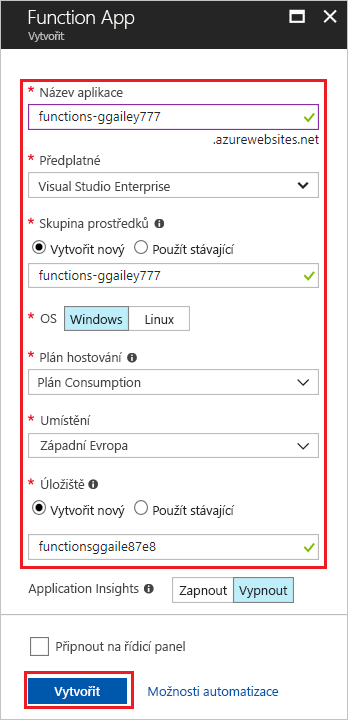 Function App
Vytvořit
* Název aplikace
functions-ggailey777
.azurewebsites.net
* Předplatné
Visual Studio Enterprise
* Skupina prostředků
Vytvořit nový Použít stávající
functions-ggailey777
* OS Windows Linux
* Plán hostování
Plán Consumption
* Umístění
Západní Evropa
* Úložiště
Vytvořit nový Použít stávající
functionsggaile87e8
Application Insights Zapnout Vypnout
Připnout na řídicí panel
Vytvořit Možnosti automatizace